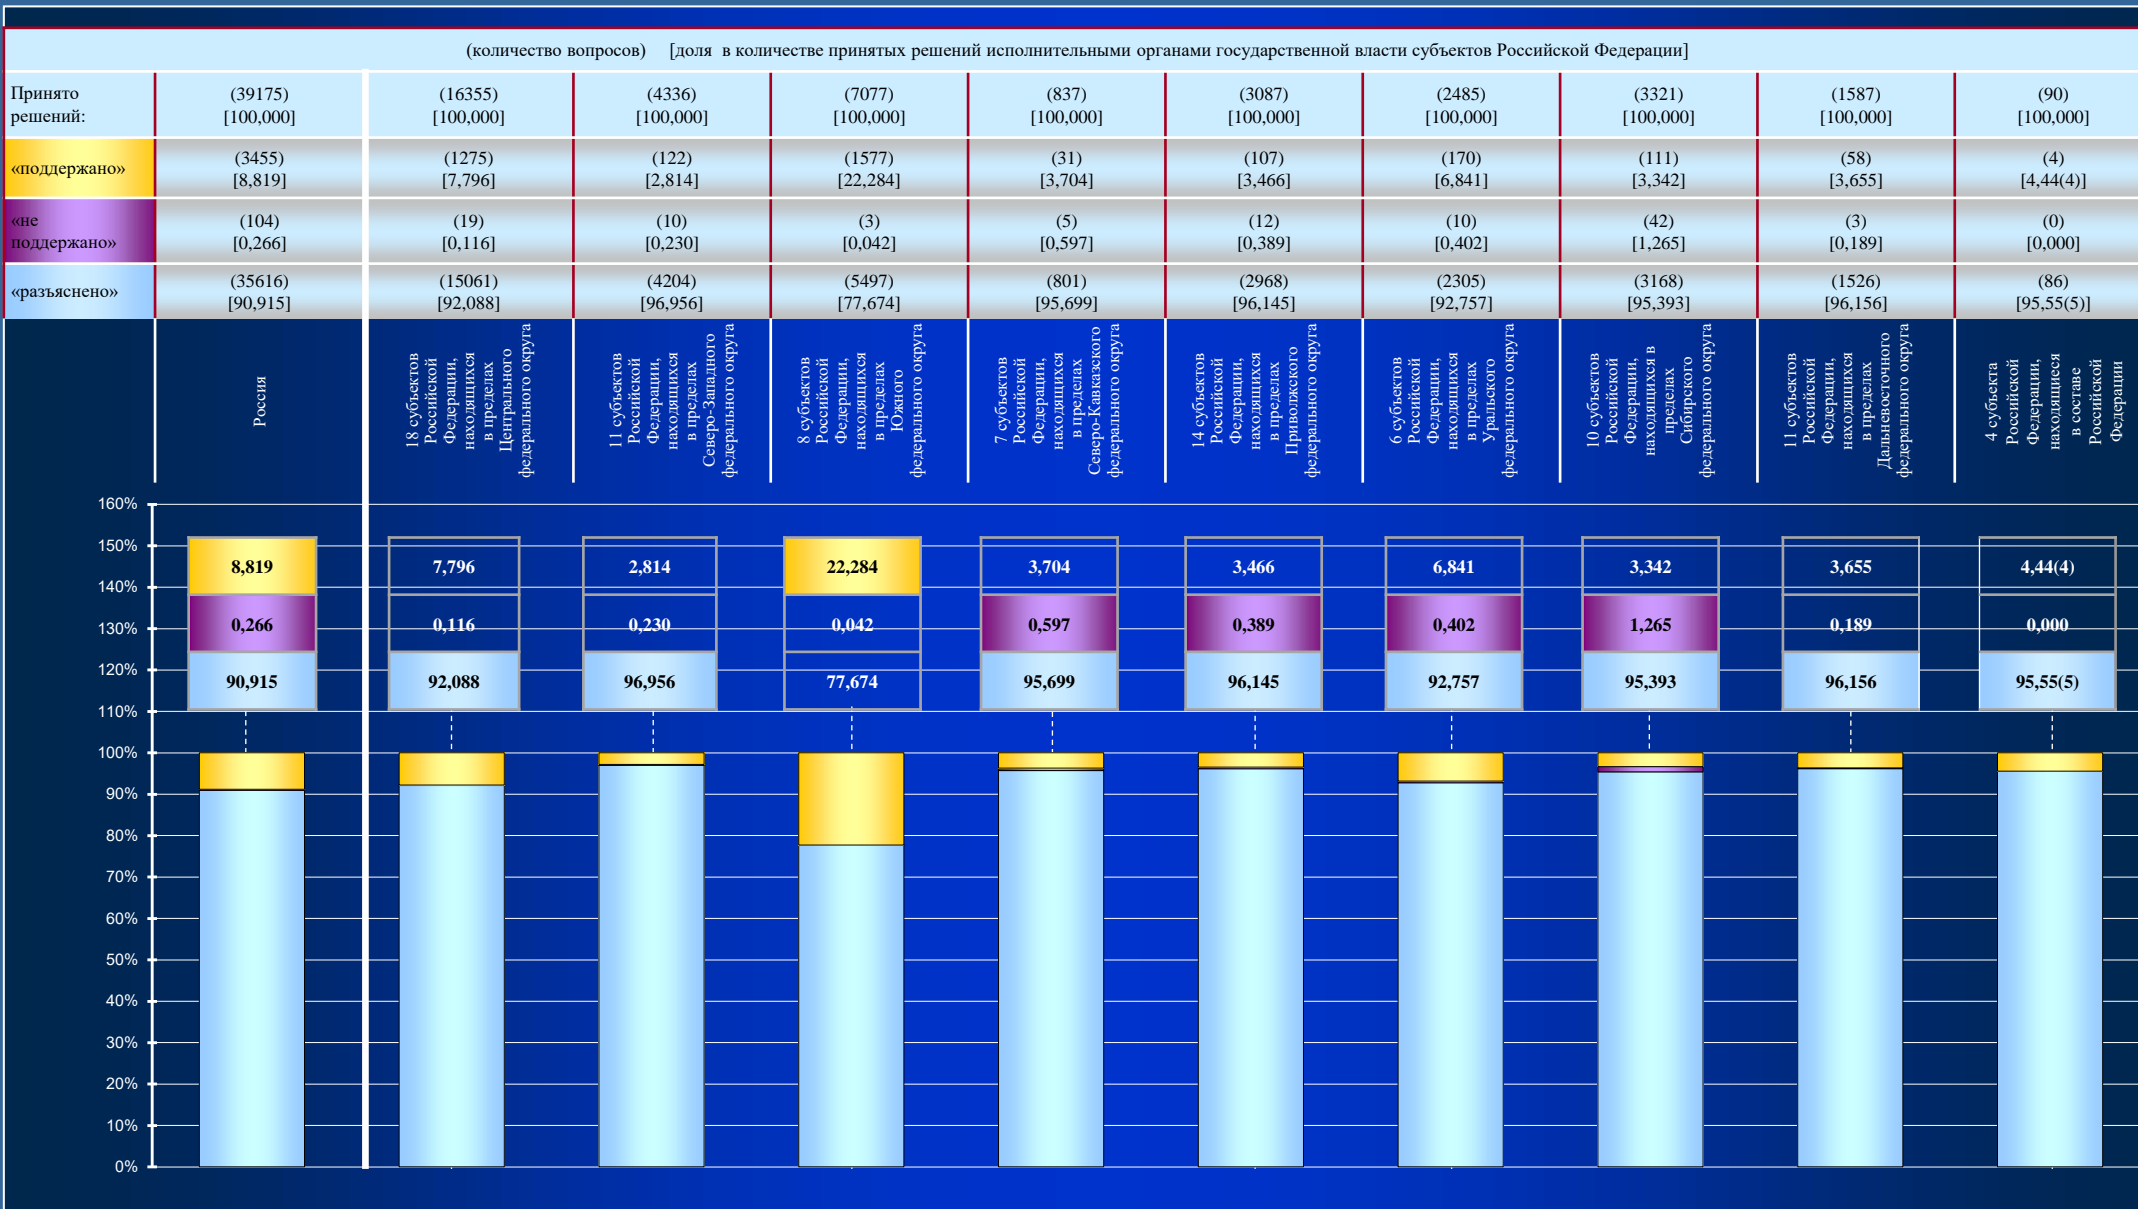 (количество вопросов) [доля в количестве принятых решений исполнительными органами государственной власти субъектов Российской Федерации]
Принято
решений:
(39175) (16355) (4336) (7077) (837) (3087) (2485) (3321) (1587) (90)
[100,000] [100,000] [100,000] [100,000] [100,000] [100,000] [100,000] [100,000] [100,000] [100,000]
«поддержано»
(3455) (1275) (122) (1577) (31) (107) (170) (111) (58) (4)
[8,819] [7,796] [2,814] [22,284] [3,704] [3,466] [6,841] [3,342] [3,655] [4,44(4)]
«не
поддержано»
(104) (19) (10) (3) (5) (12) (10) (42) (3) (0)
[0,266] [0,116] [0,230] [0,042] [0,597] [0,389] [0,402] [1,265] [0,189] [0,000]
«разъяснено»
(35616) (15061) (4204) (5497) (801) (2968) (2305) (3168) (1526) (86)
[90,915] [92,088] [96,956] [77,674] [95,699] [96,145] [92,757] [95,393] [96,156] [95,55(5)]
Россия
18 субъектов
Российской
Федерации,
находящихся
в пределах
Центрального
федерального округа
11 субъектов
Российской
Федерации,
находящихся
в пределах
Северо-Западного
федерального округа
8 субъектов
Российской
Федерации,
находящихся
в пределах
Южного
федерального округа
7 субъектов
Российской
Федерации,
находящихся
в пределах
Северо-Кавказского
федерального округа
14 субъектов
Российской
Федерации,
находящихся
в пределах
Приволжского
федерального округа
6 субъектов
Российской
Федерации,
находящихся
в пределах
Уральского
федерального округа
10 субъектов
Российской
Федерации,
находящихся в
пределах
Сибирского
федерального округа
11 субъектов
Российской
Федерации,
находящихся
в пределах
Дальневосточного
федерального округа
4 субъекта
Российской
Федерации,
находящиеся
в составе
Российской
Федерации
160%
150%
8,819 7,796 2,814 22,284 3,704 3,466 6,841 3,342 3,655 4,44(4)
140%
130%
0,266 0,116 0,230 0,042 0,597 0,389 0,402 1,265 0,189 0,000
120%
90,915 92,088 96,956 77,674 95,699 96,145 92,757 95,393 96,156 95,55(5)
110%
100%
90%
80%
70%
60%
50%
40%
30%
20%
10%
0%